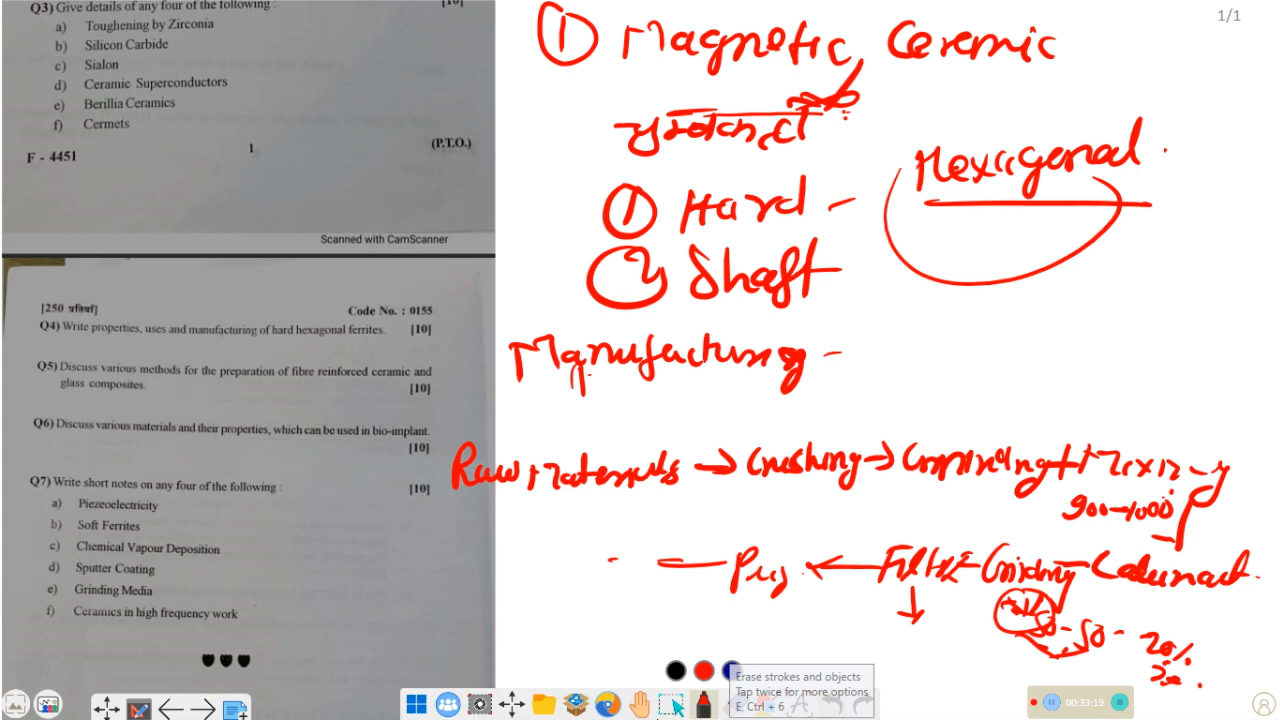 Q3) Give details of any four of the following :
[10]
a) Toughening by Zirconia
b) Silicon Carbide
c) Sialon
d) Ceramic Superconductors
e) Berillia Ceramics
f) Cermets
F - 4451
1
(P.T.O.)
Scanned with CamScanner
[250 प्रतियाँ]
Code No. : 0155
Q4) Write properties, uses and manufacturing of hard hexagonal ferrites. [10]
Q5) Discuss various methods for the preparation of fibre reinforced ceramic and
glass composites. [10]
Q6) Discuss various materials and their properties, which can be used in bio-implant.
[10]
Q7) Write short notes on any four of the following : [10]
a) Piezeoelectricity
b) Soft Ferrites
c) Chemical Vapour Deposition
d) Sputter Coating
e) Grinding Media
f) Ceramics in high frequency work
1/1
① Magnetic Ceramic
① Hard - Hexagonal
② Shaft
Manufacturing -
Raw Materials → Crushing → + Mixing
900-1000
Pug ← Filter
50-50- 20%
Erase strokes and objects
Tap twice for more options
E, Ctrl + 6
00:33:19